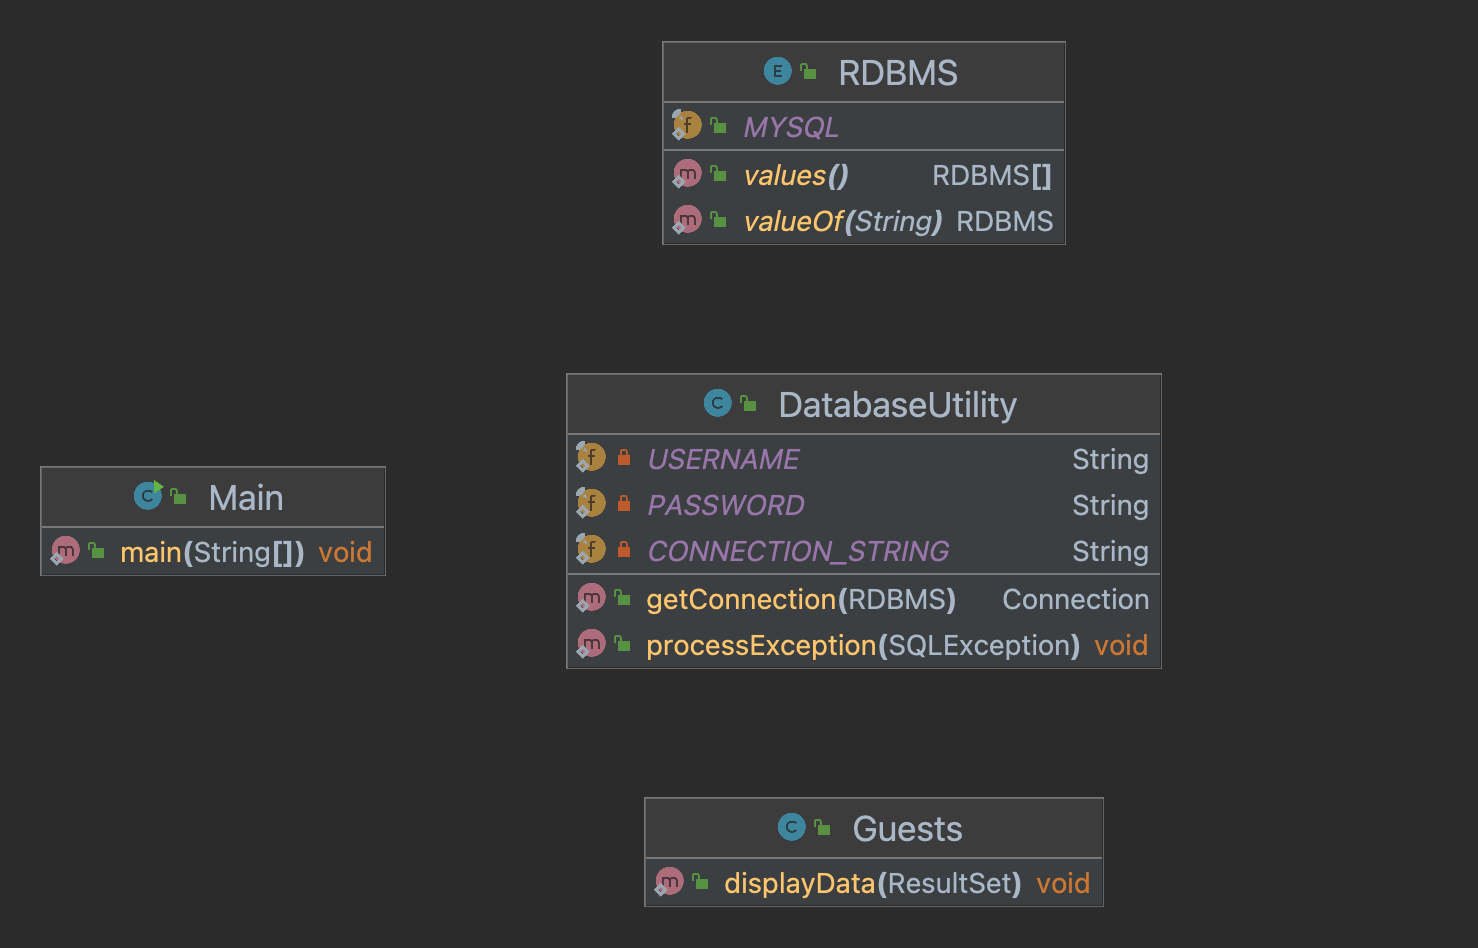 RDBMS
MYSQL
values() RDBMS[]
valueOf(String) RDBMS
DatabaseUtility
USERNAME String
PASSWORD String
CONNECTION_STRING String
getConnection(RDBMS) Connection
processException(SQLException) void
Main
main(String[]) void
Guests
displayData(ResultSet) void